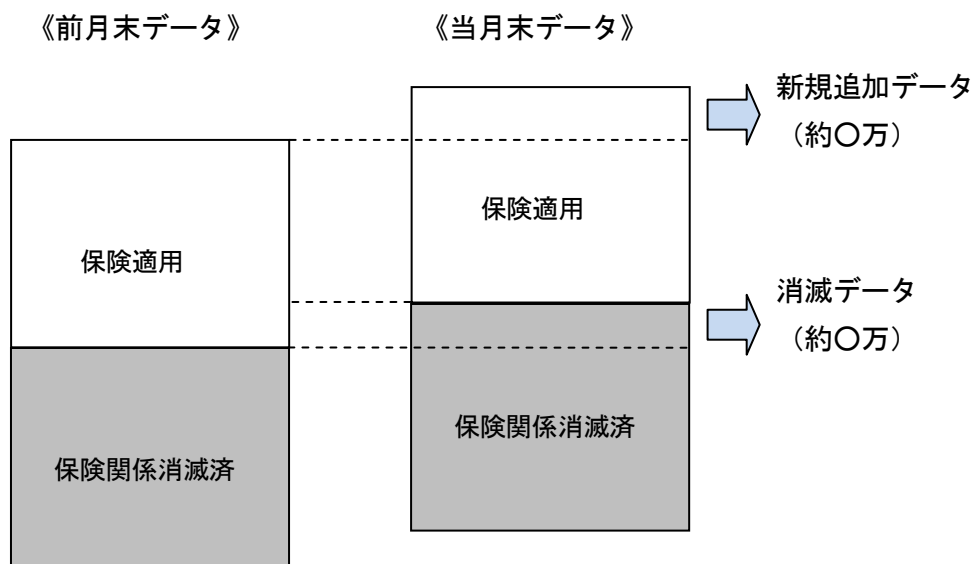 《前月末データ》
《当月末データ》
新規追加データ
（約〇万）
保険適用
保険適用
消滅データ
（約〇万）
保険関係消滅済
保険関係消滅済